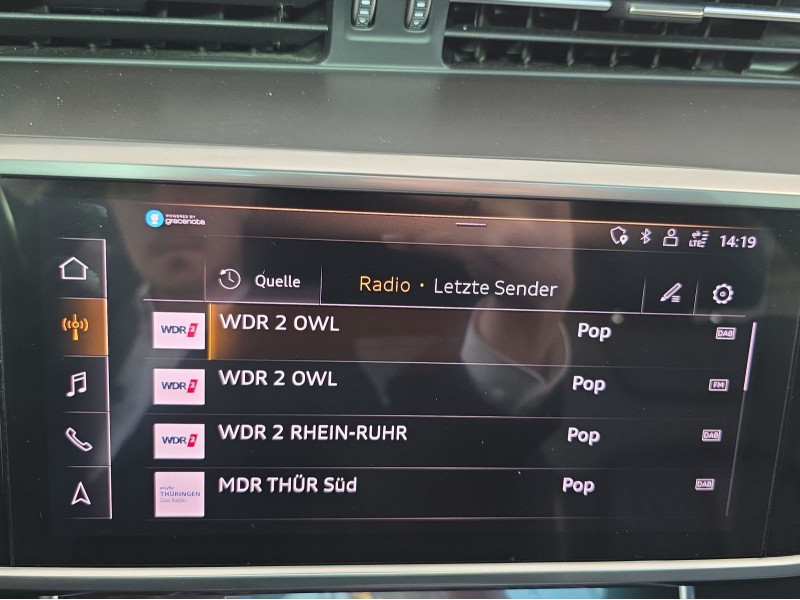 POWERED BY
gracenote
LTE 14:19
Quelle Radio · Letzte Sender
WDR 2 WDR 2 OWL Pop DAB
WDR 2 WDR 2 OWL Pop FM
WDR 2 WDR 2 RHEIN-RUHR Pop DAB
THÜRINGEN
Das Radio
MDR THÜR Süd Pop DAB